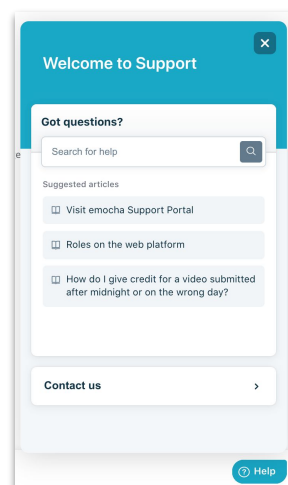 Welcome to Support
Got questions?
e
Search for help
Suggested articles
Visit emocha Support Portal
Roles on the web platform
How do I give credit for a video submitted
after midnight or on the wrong day?
Contact us
Help